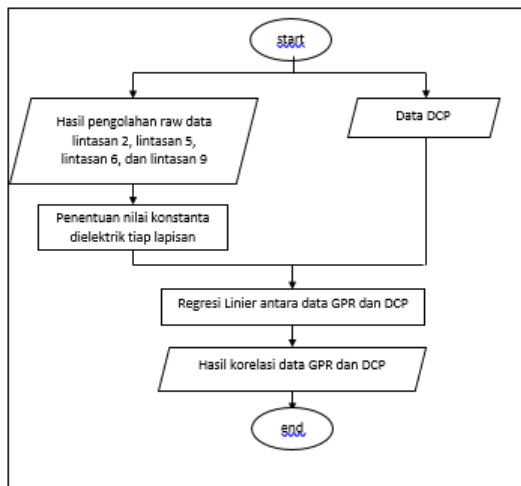 start
Hasil pengolahan raw data
lintasan 2, lintasan 5,
lintasan 6, dan lintasan 9
Data DCP
Penentuan nilai konstanta
dielektrik tiap lapisan
Regresi Linier antara data GPR dan DCP
Hasil korelasi data GPR dan DCP
end